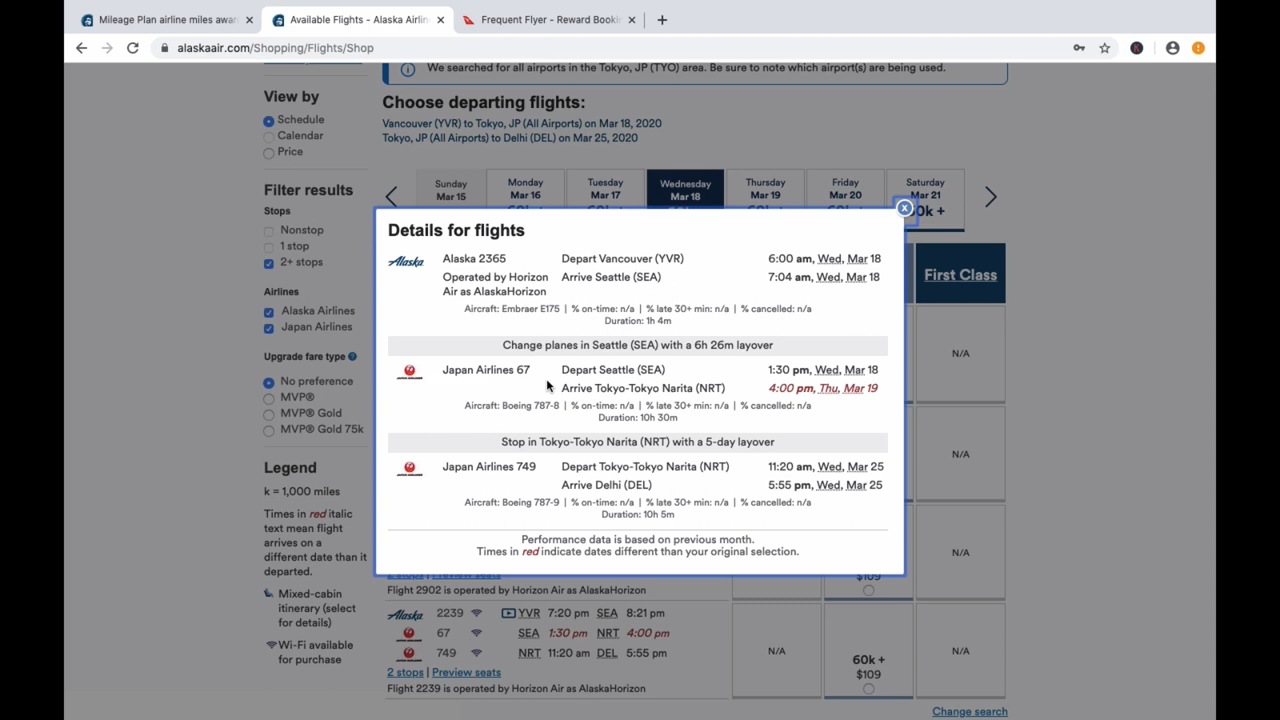 Mileage Plan airline miles awar
Available Flights - Alaska Airlin
Frequent Flyer - Reward Bookin
alaskaair.com/Shopping/Flights/Shop
We searched for all airports in the Tokyo, JP (TYO) area. Be sure to note which airport(s) are being used.
View by
Schedule
Calendar
Price
Filter results
Stops
Nonstop
1 stop
2+ stops
Airlines
Alaska Airlines
Japan Airlines
Upgrade fare type ?
No preference
MVP®
MVP® Gold
MVP® Gold 75k
Legend
k = 1,000 miles
Times in red italic
text mean flight
arrives on a
different date than it
departed.
Mixed-cabin
itinerary (select
for details)
Wi-Fi available
for purchase
Choose departing flights:
Vancouver (YVR) to Tokyo, JP (All Airports) on Mar 18, 2020
Tokyo, JP (All Airports) to Delhi (DEL) on Mar 25, 2020
Sunday
Mar 15
Monday
Mar 16
Tuesday
Mar 17
Wednesday
Mar 18
Thursday
Mar 19
Friday
Mar 20
Saturday
Mar 21
First Class
N/A
N/A
N/A
N/A
Details for flights
Alaska Alaska 2365 Depart Vancouver (YVR) 6:00 am, Wed, Mar 18
Operated by Horizon Arrive Seattle (SEA) 7:04 am, Wed, Mar 18
Air as AlaskaHorizon
Aircraft: Embraer E175 | % on-time: n/a | % late 30+ min: n/a | % cancelled: n/a
Duration: 1h 4m
Change planes in Seattle (SEA) with a 6h 26m layover
Japan Airlines 67 Depart Seattle (SEA) 1:30 pm, Wed, Mar 18
Arrive Tokyo-Tokyo Narita (NRT) 4:00 pm, Thu, Mar 19
Aircraft: Boeing 787-8 | % on-time: n/a | % late 30+ min: n/a | % cancelled: n/a
Duration: 10h 30m
Stop in Tokyo-Tokyo Narita (NRT) with a 5-day layover
Japan Airlines 749 Depart Tokyo-Tokyo Narita (NRT) 11:20 am, Wed, Mar 25
Arrive Delhi (DEL) 5:55 pm, Wed, Mar 25
Aircraft: Boeing 787-9 | % on-time: n/a | % late 30+ min: n/a | % cancelled: n/a
Duration: 10h 5m
Performance data is based on previous month.
Times in red indicate dates different than your original selection.
$109
Flight 2902 is operated by Horizon Air as AlaskaHorizon
Alaska 2239 YVR 7:20 pm SEA 8:21 pm
67 SEA 1:30 pm NRT 4:00 pm
749 NRT 11:20 am DEL 5:55 pm
2 stops | Preview seats
Flight 2239 is operated by Horizon Air as AlaskaHorizon
N/A
60k +
$109
Change search